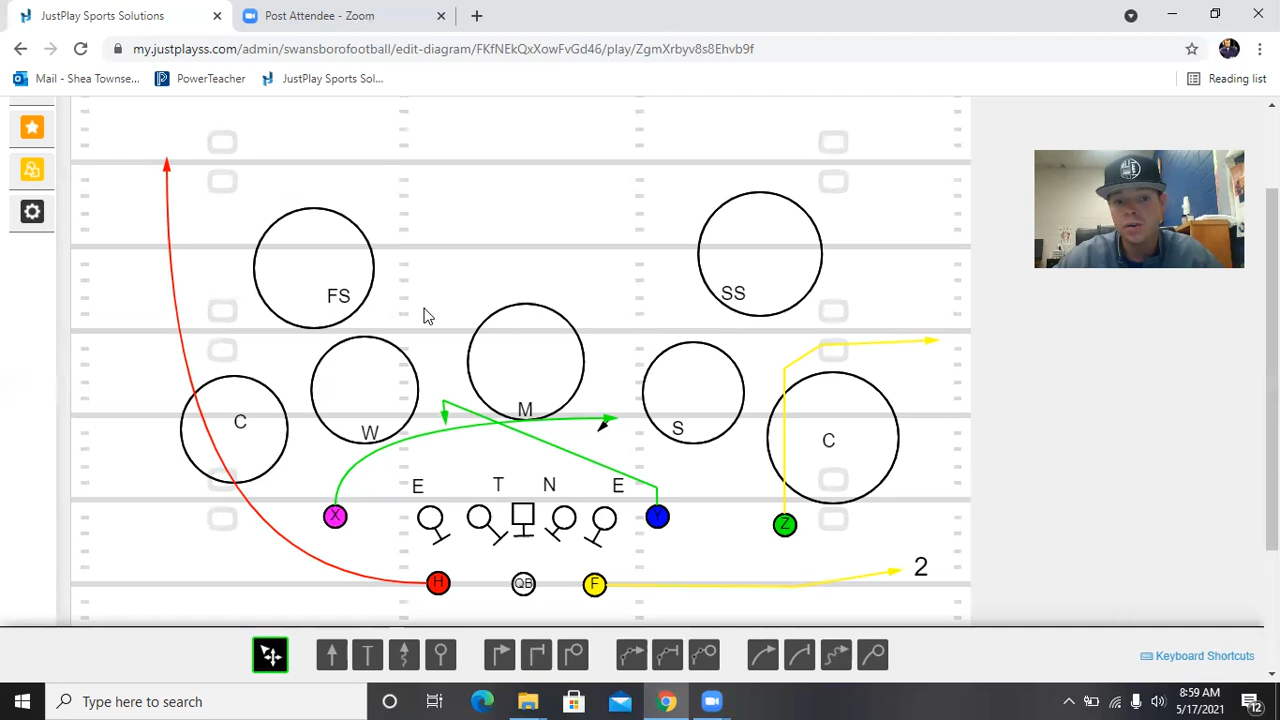 JustPlay Sports Solutions
Post Attendee - Zoom
my.justplayss.com/admin/swansborofootball/edit-diagram/FKfNEkQxXowFvGd46/play/ZgmXrbyv8s8Ehvb9f
Mail - Shea Townse...
PowerTeacher
JustPlay Sports Sol...
Reading list
FS
SS
M
C
W
S
C
E
T
N
E
X
Y
Z
H
QB
F
2
Keyboard Shortcuts
Type here to search
8:59 AM
5/17/2021
12